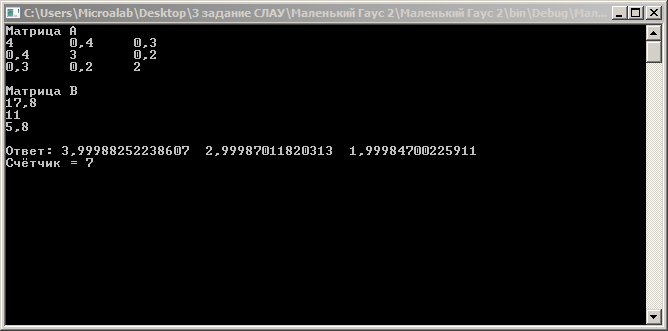 C:\Users\Microalab\Desktop\3 задание СЛАУ\Маленький Гаус 2\Маленький Гаус 2\bin\Debug\Мал...
Матрица A
4 0,4 0,3
0,4 3 0,2
0,3 0,2 2
Матрица B
17,8
11
5,8
Ответ: 3,99988252238607 2,99987011820313 1,99984700225911
Счётчик = 7